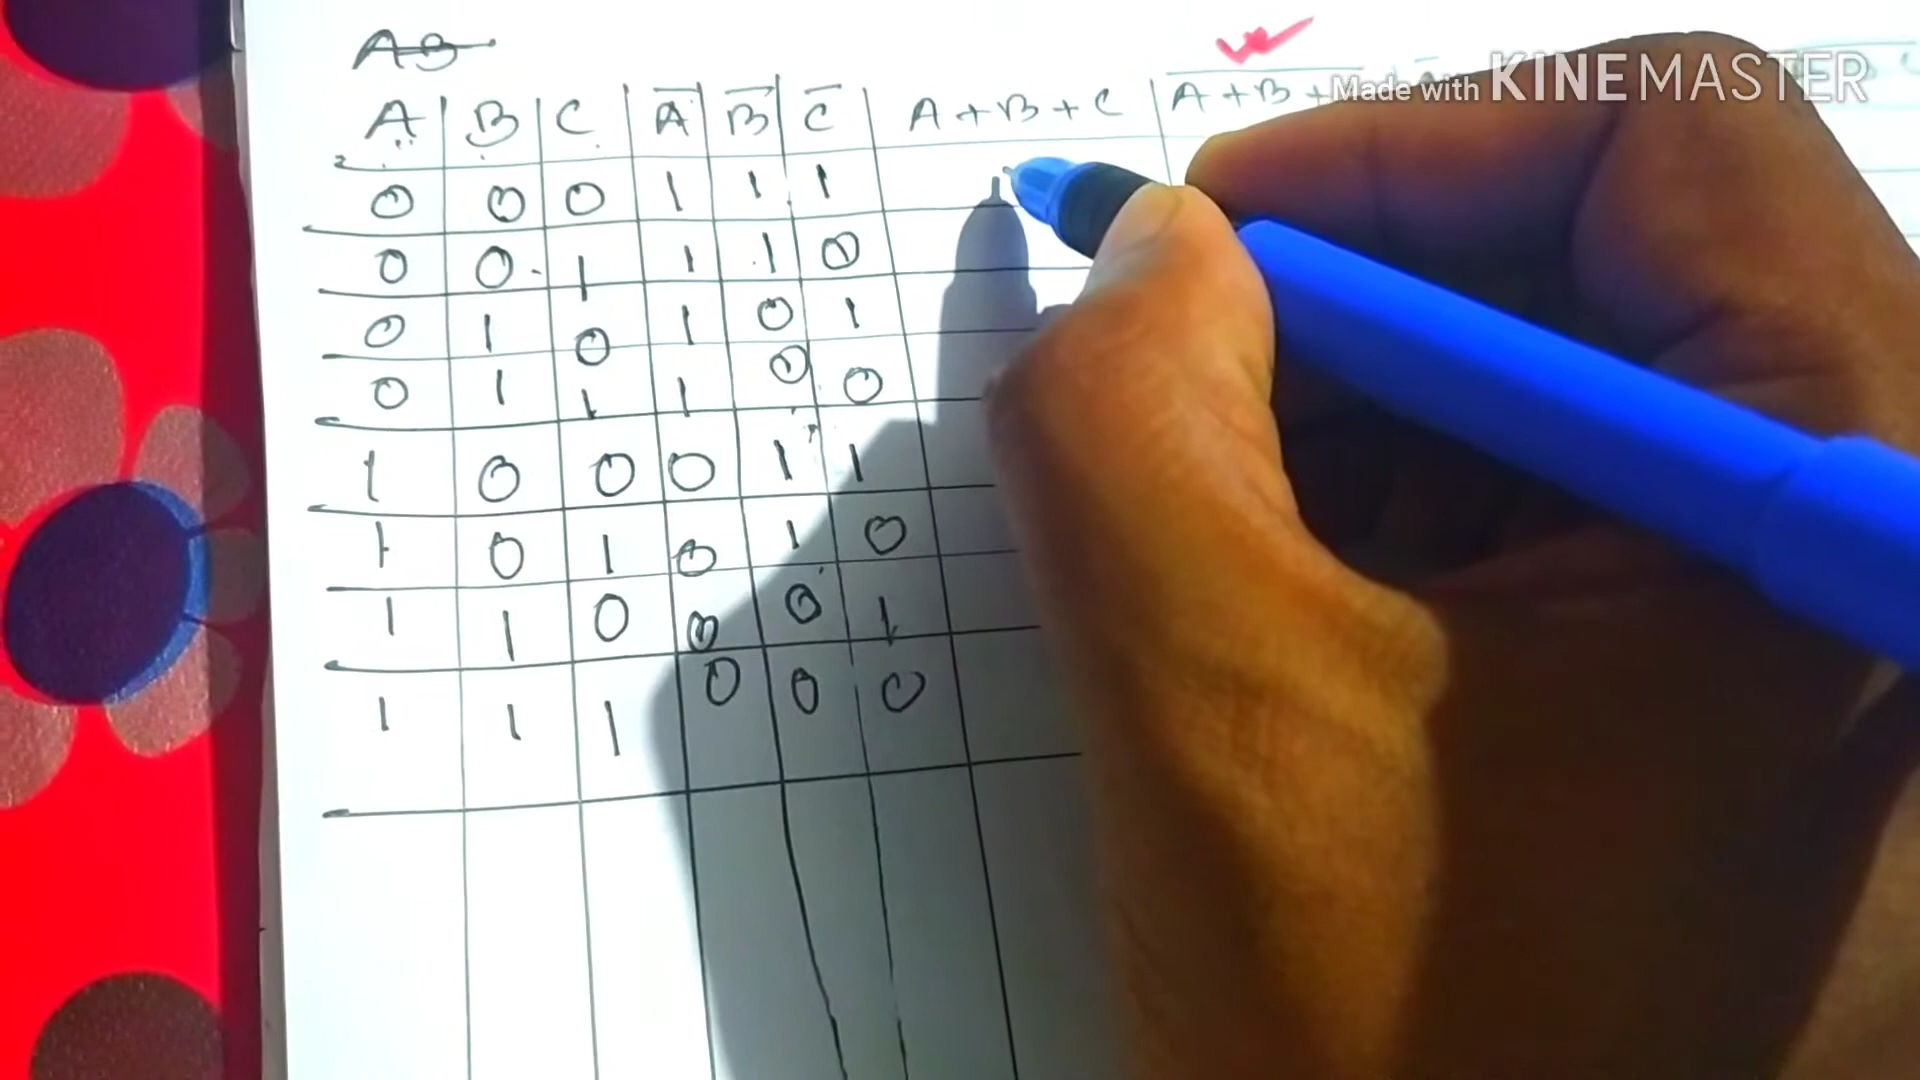 AB
A B C A̅ B̅ C̅ A+B+C A+B+
Made with KINEMASTER
0 0 0 1 1 1
0 0 1 1 1 0
0 1 0 1 0 1
0 1 1 1 0 0
1 0 0 0 1 1
1 0 1 0 1 0
1 1 0 0 0 1
1 1 1 0 0 0